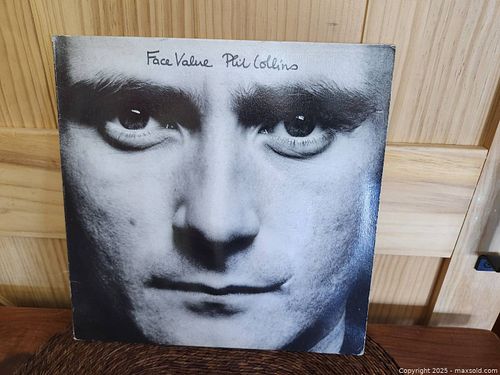 Face Value Phil Collins
Copyright 2025 - maxsold.com